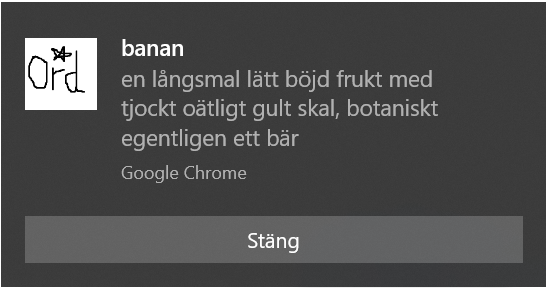 Ord
banan
en långsmal lätt böjd frukt med
tjockt oätligt gult skal, botaniskt
egentligen ett bär
Google Chrome
Stäng